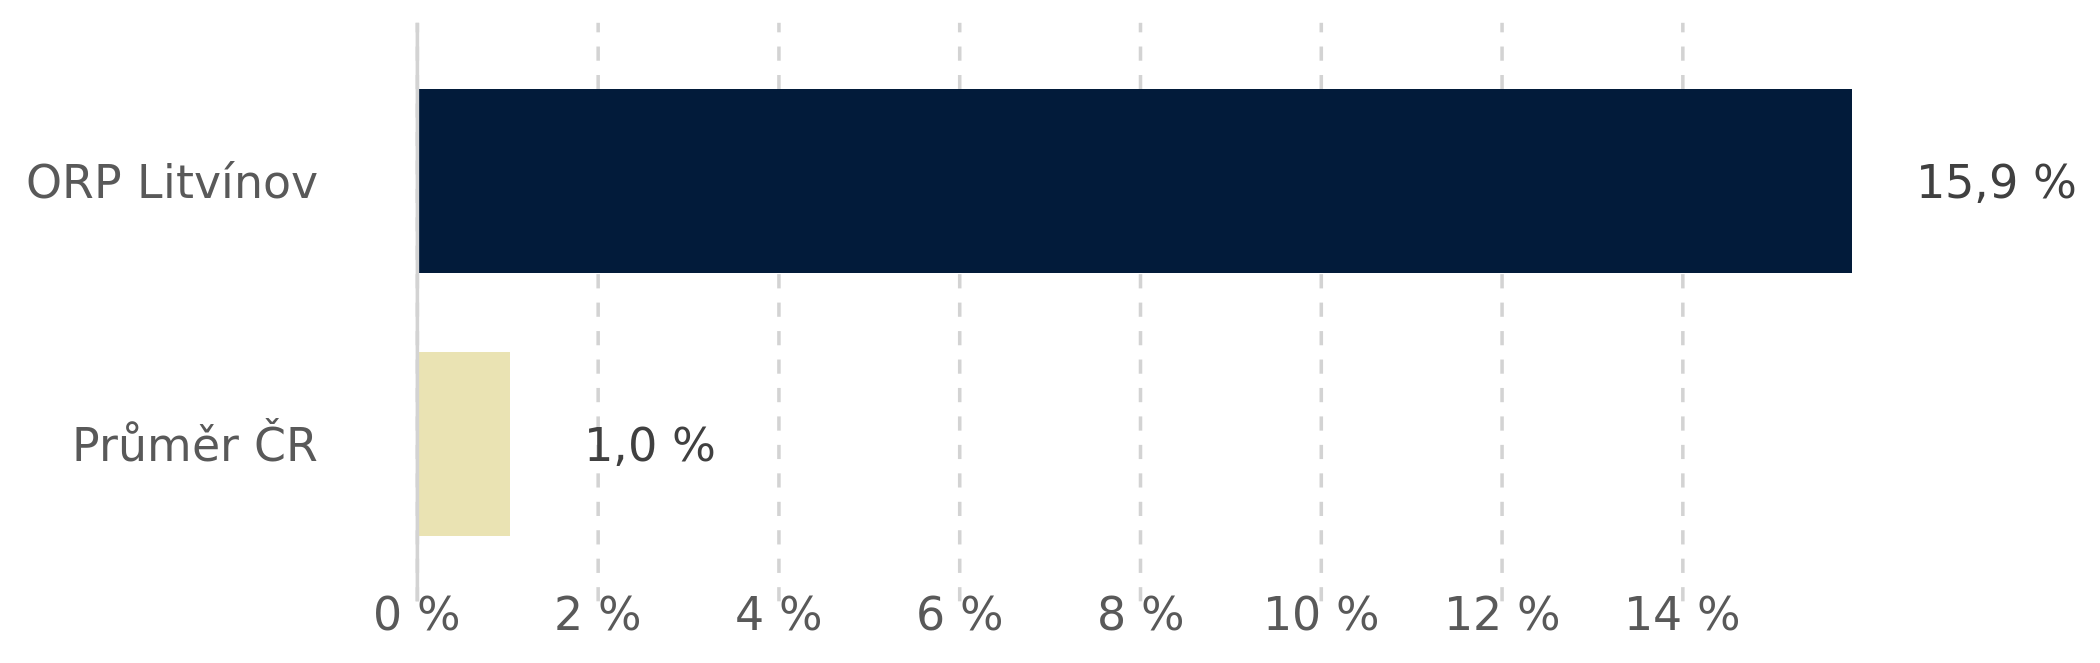 ORP Litvínov
15,9 %
Průměr ČR
1,0 %
0 % 2 % 4 % 6 % 8 % 10 % 12 % 14 %